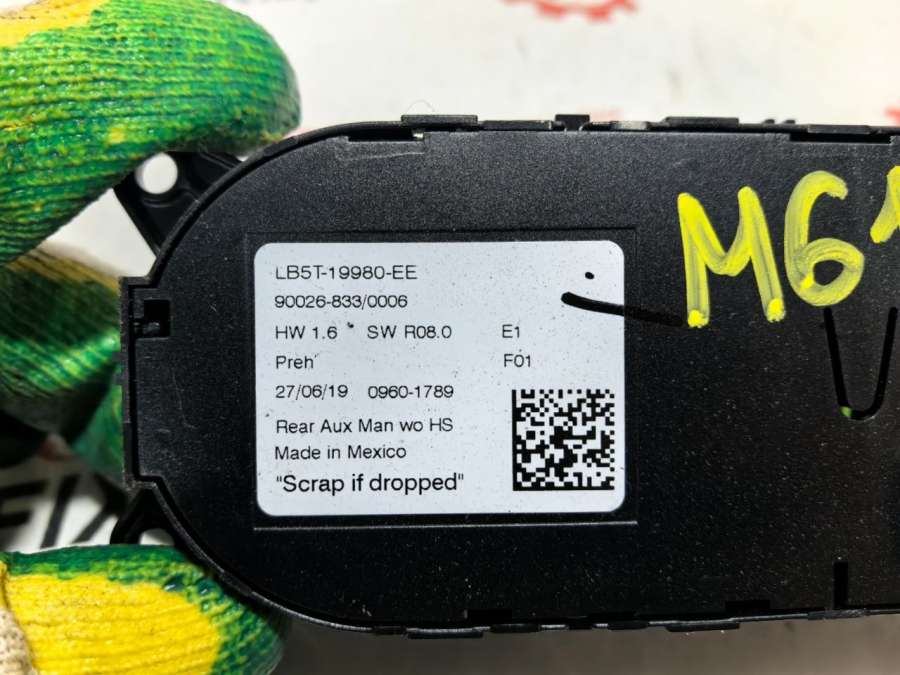 LB5T-19980-EE
90026-833/0006
HW 1.6 SW R08.0 E1
Preh F01
27/06/19 0960-1789
Rear Aux Man wo HS
Made in Mexico
"Scrap if dropped"
M6